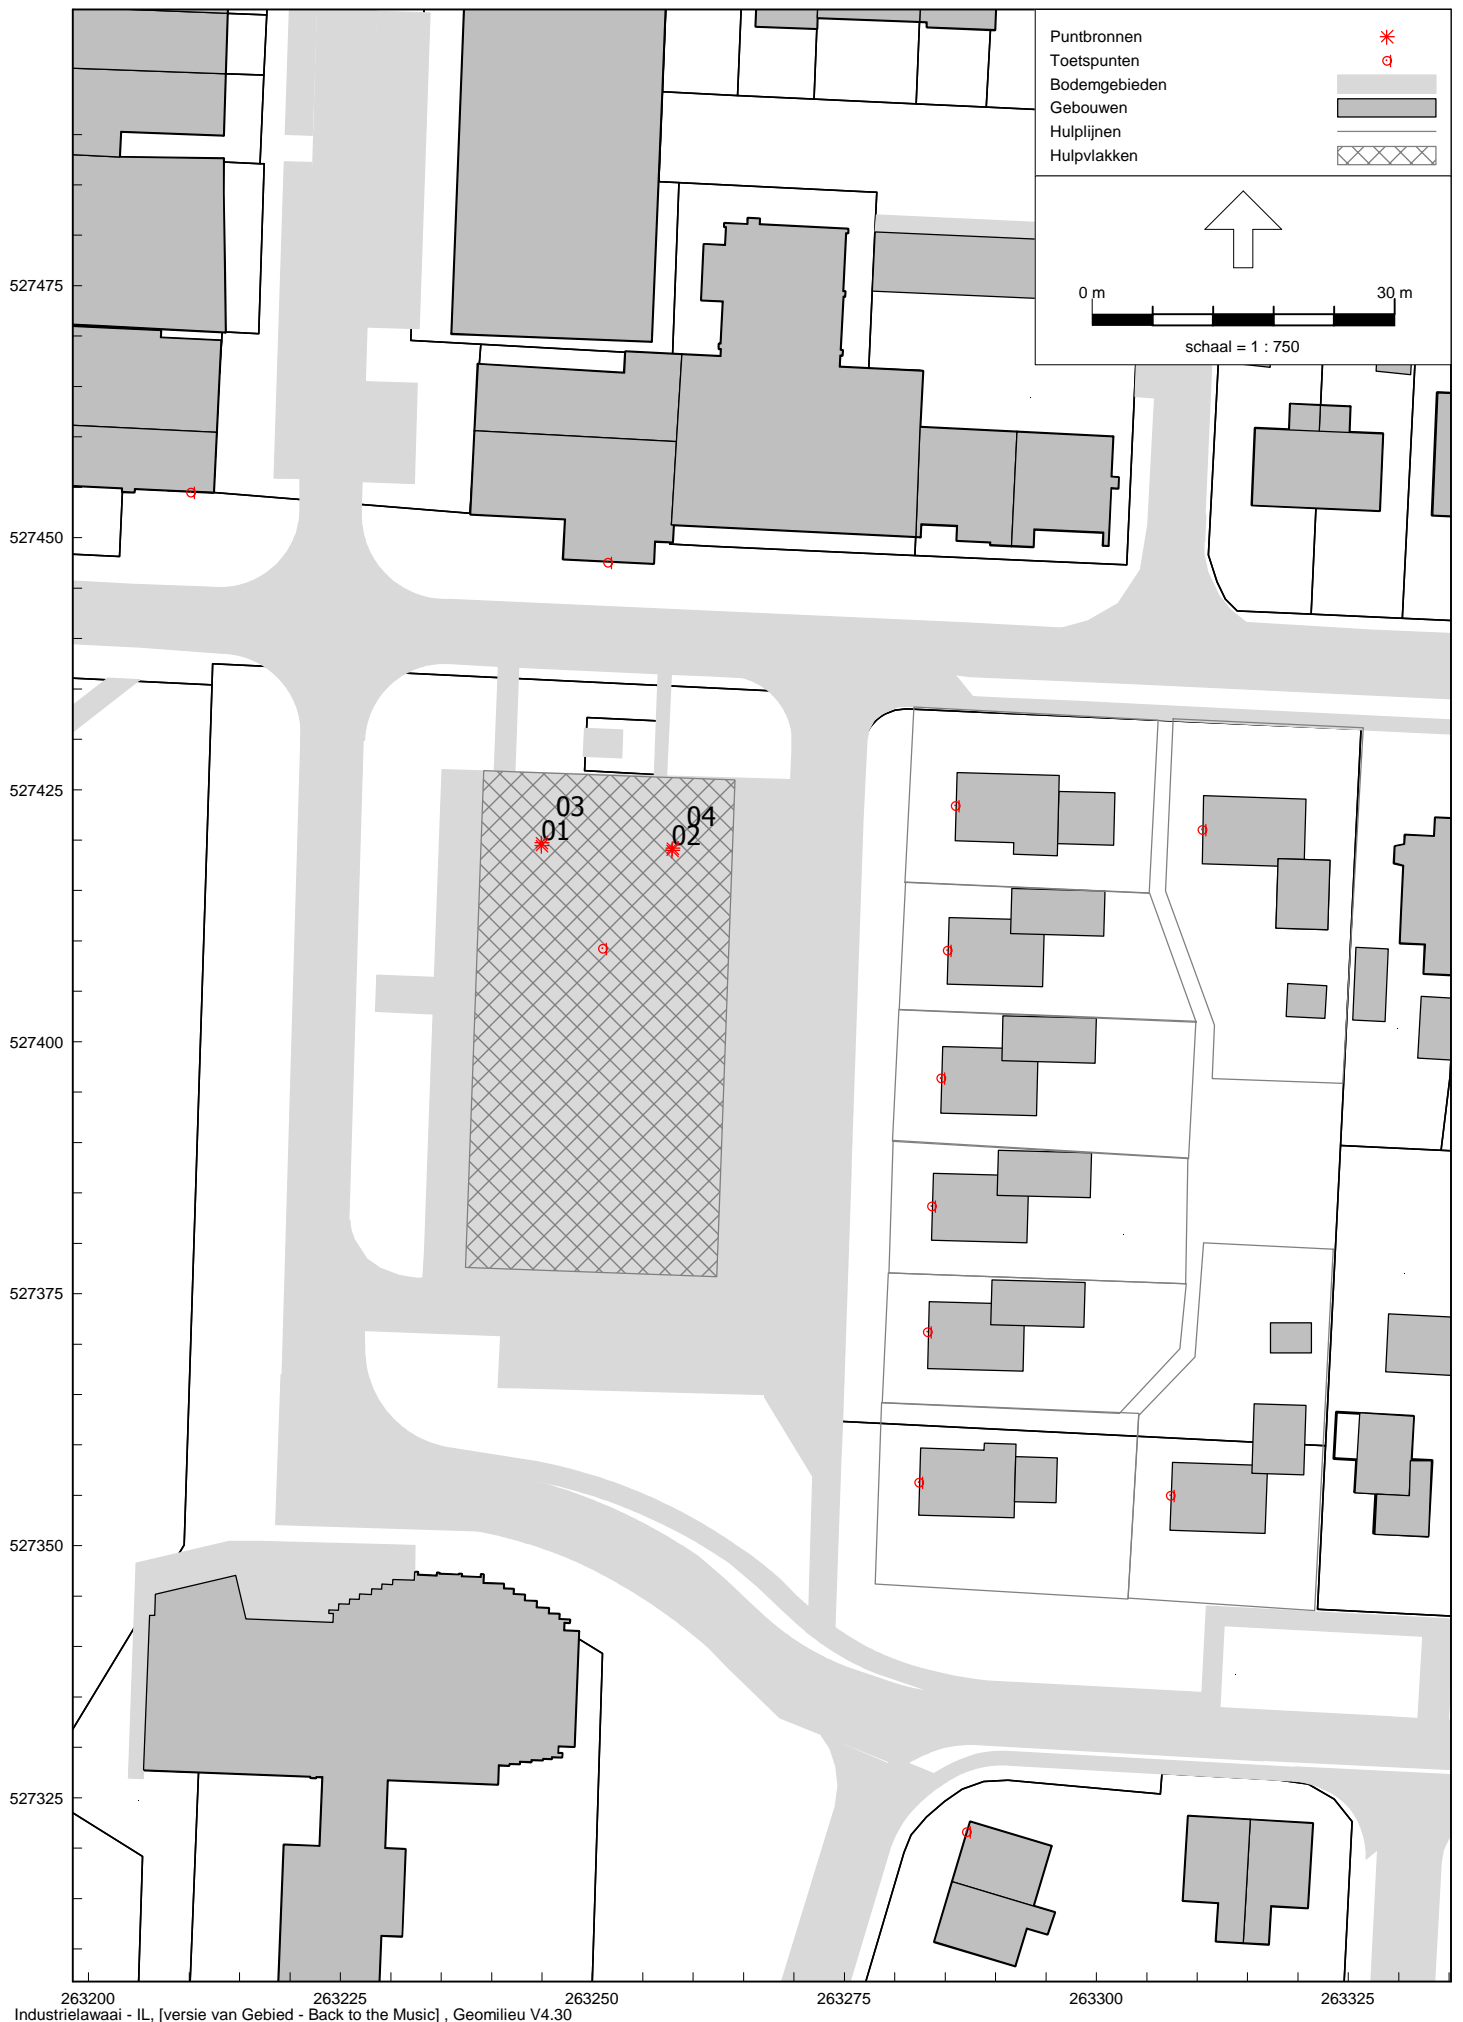 Puntbronnen
Toetspunten
Bodemgebieden
Gebouwen
Hulplijnen
Hulpvlakken
0 m 30 m
schaal = 1 : 750
527475
527450
527425
03
04
01
02
527400
527375
527350
527325
263200 263225 263250 263275 263300 263325
Industrielawaai - IL, [versie van Gebied - Back to the Music] , Geomilieu V4.30